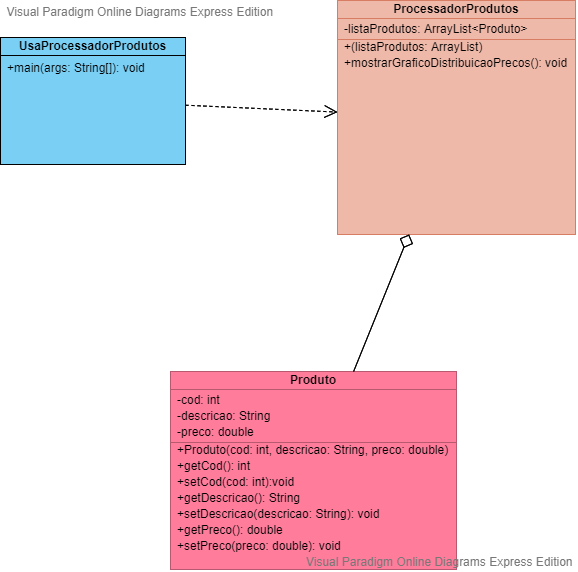 Visual Paradigm Online Diagrams Express Edition
ProcessadorProdutos
-listaProdutos: ArrayList<Produto>
+(listaProdutos: ArrayList)
+mostrarGraficoDistribuicaoPrecos(): void
UsaProcessadorProdutos
+main(args: String[]): void
Produto
-cod: int
-descricao: String
-preco: double
+Produto(cod: int, descricao: String, preco: double)
+getCod(): int
+setCod(cod: int):void
+getDescricao(): String
+setDescricao(descricao: String): void
+getPreco(): double
+setPreco(preco: double): void
Visual Paradigm Online Diagrams Express Edition